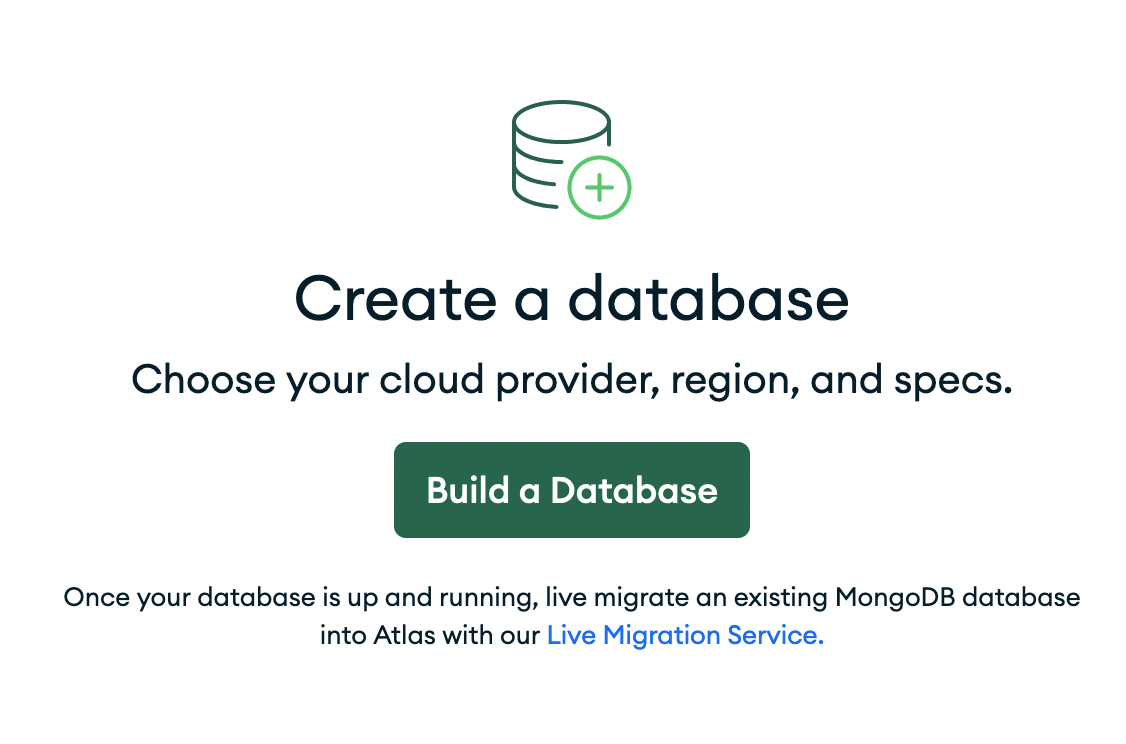 Create a database
Choose your cloud provider, region, and specs.
Build a Database
Once your database is up and running, live migrate an existing MongoDB database
into Atlas with our Live Migration Service.